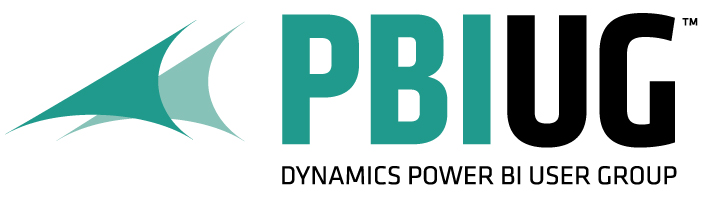 PBIUG™
DYNAMICS POWER BI USER GROUP